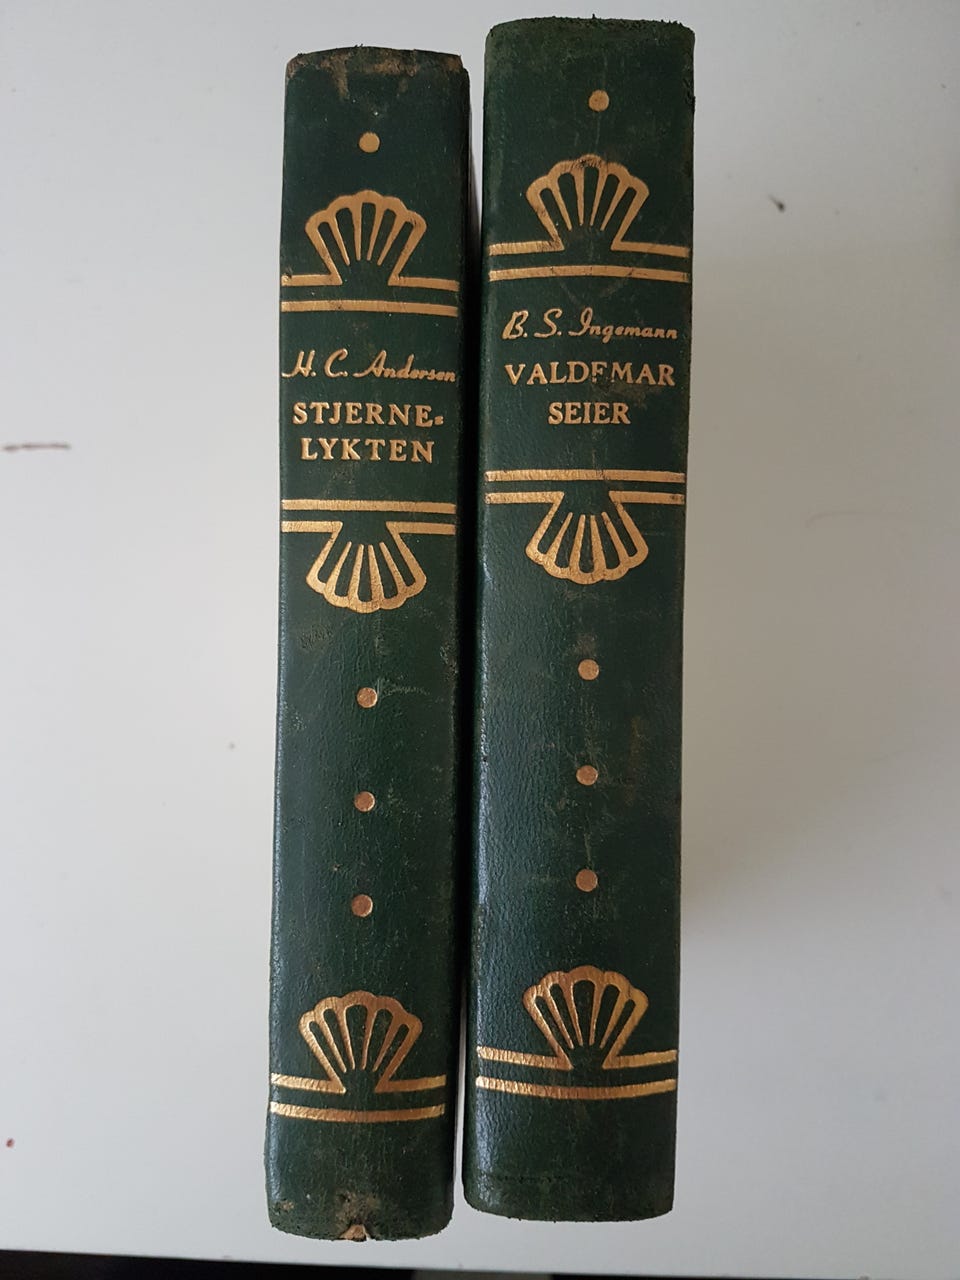 H. C. Andersen
STJERNE=
LYKTEN
B. S. Ingemann
VALDEMAR
SEIER